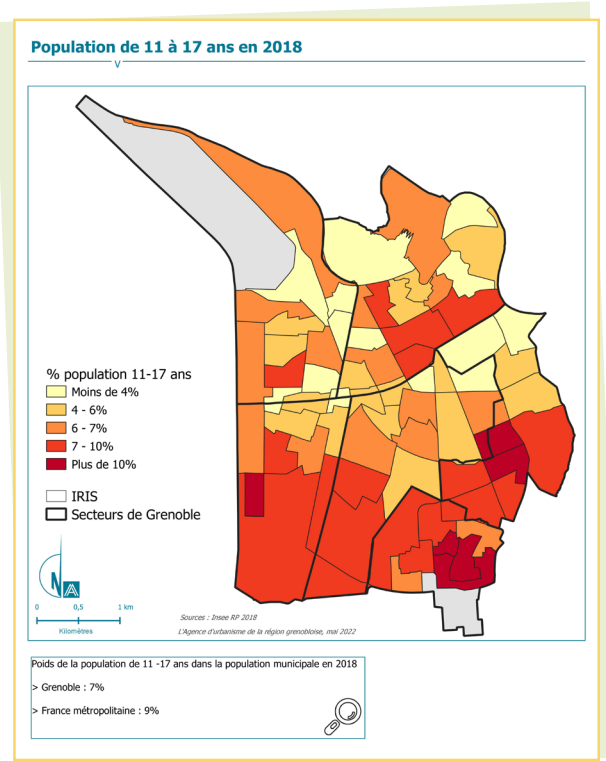 Population de 11 à 17 ans en 2018
% population 11-17 ans
Moins de 4%
4 - 6%
6 - 7%
7 - 10%
Plus de 10%
IRIS
Secteurs de Grenoble
N
0 0,5 1 km
Kilomètres
Sources : Insee RP 2018
L'Agence d'urbanisme de la région grenobloise, mai 2022
Poids de la population de 11 -17 ans dans la population municipale en 2018
> Grenoble : 7%
> France métropolitaine : 9%